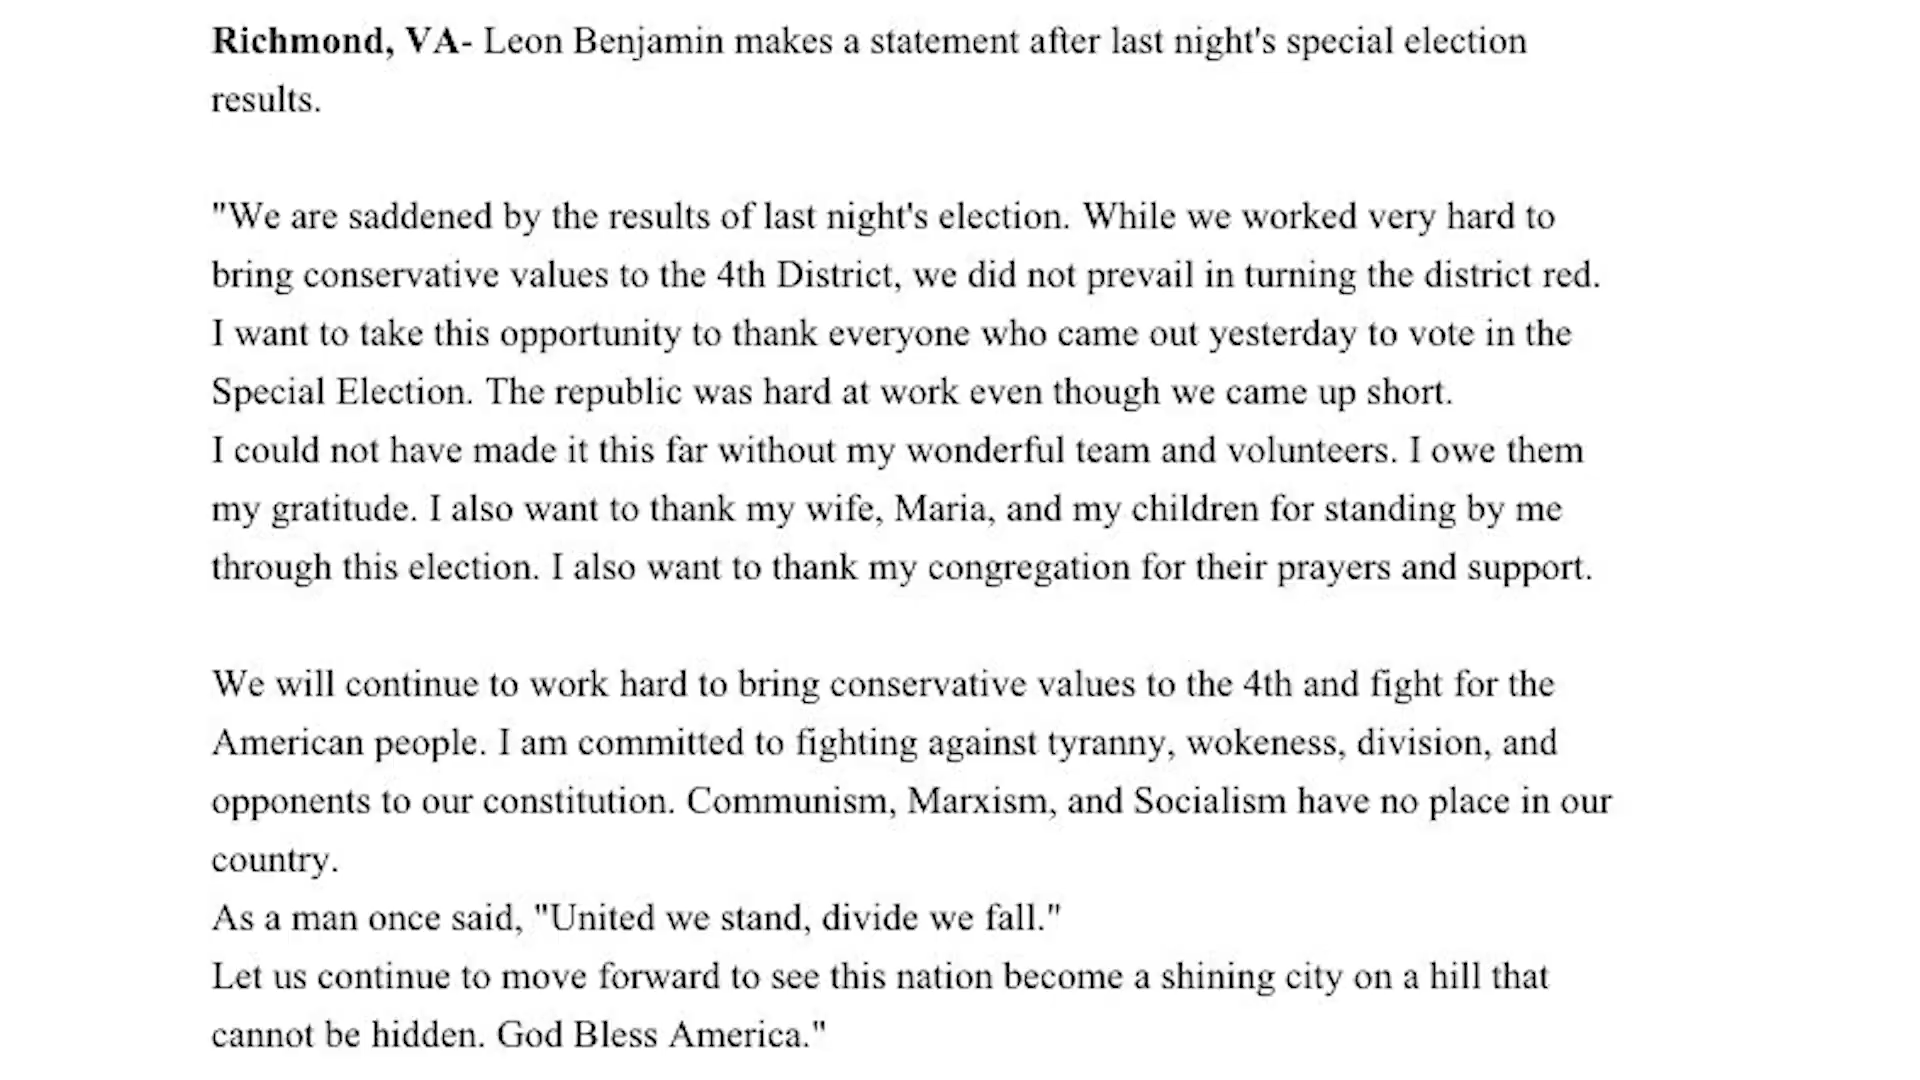 Richmond, VA- Leon Benjamin makes a statement after last night's special election
results.
"We are saddened by the results of last night's election. While we worked very hard to
bring conservative values to the 4th District, we did not prevail in turning the district red.
I want to take this opportunity to thank everyone who came out yesterday to vote in the
Special Election. The republic was hard at work even though we came up short.
I could not have made it this far without my wonderful team and volunteers. I owe them
my gratitude. I also want to thank my wife, Maria, and my children for standing by me
through this election. I also want to thank my congregation for their prayers and support.
We will continue to work hard to bring conservative values to the 4th and fight for the
American people. I am committed to fighting against tyranny, wokeness, division, and
opponents to our constitution. Communism, Marxism, and Socialism have no place in our
country.
As a man once said, "United we stand, divide we fall."
Let us continue to move forward to see this nation become a shining city on a hill that
cannot be hidden. God Bless America."